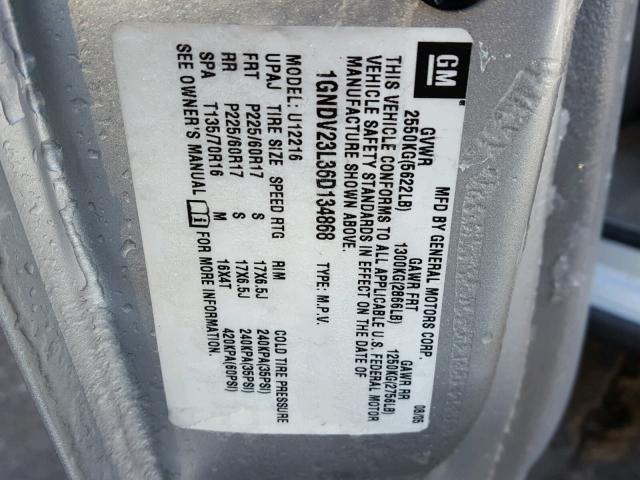 GM
MFD BY GENERAL MOTORS CORP. 08/05
GVWR GAWR FRT GAWR RR
2550KG(5622LB) 1300KG(2866LB) 1250KG(2756LB)
THIS VEHICLE CONFORMS TO ALL APPLICABLE U.S. FEDERAL MOTOR
VEHICLE SAFETY STANDARDS IN EFFECT ON THE DATE OF
MANUFACTURE SHOWN ABOVE.
1GNDV23L36D134868 TYPE: M.P.V.
MODEL: U12216
UPAJ TIRE SIZE SPEED RTG RIM COLD TIRE PRESSURE
FRT P225/60R17 S 17X6.5J 240KPA(35PSI)
RR P225/60R17 S 17X6.5J 240KPA(35PSI)
SPA T135/70R16 M 16X4T 420KPA(60PSI)
SEE OWNER'S MANUAL FOR MORE INFORMATION.